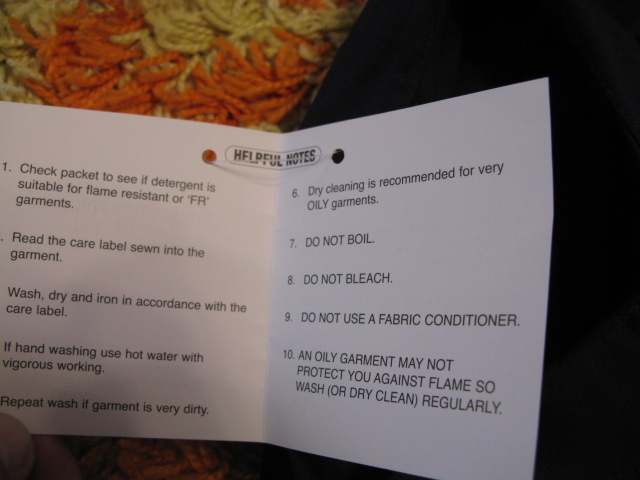 HELPFUL NOTES
1. Check packet to see if detergent is
suitable for flame resistant or 'FR'
garments.
. Read the care label sewn into the
garment.
Wash, dry and iron in accordance with the
care label.
If hand washing use hot water with
vigorous working.
Repeat wash if garment is very dirty.
6. Dry cleaning is recommended for very
OILY garments.
7. DO NOT BOIL.
8. DO NOT BLEACH.
9. DO NOT USE A FABRIC CONDITIONER.
10. AN OILY GARMENT MAY NOT
PROTECT YOU AGAINST FLAME SO
WASH (OR DRY CLEAN) REGULARLY.